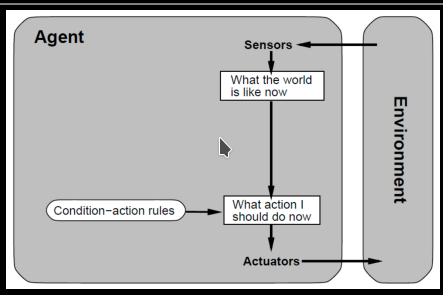 Agent
Sensors
What the world
is like now
Environment
Condition−action rules
What action I
should do now
Actuators